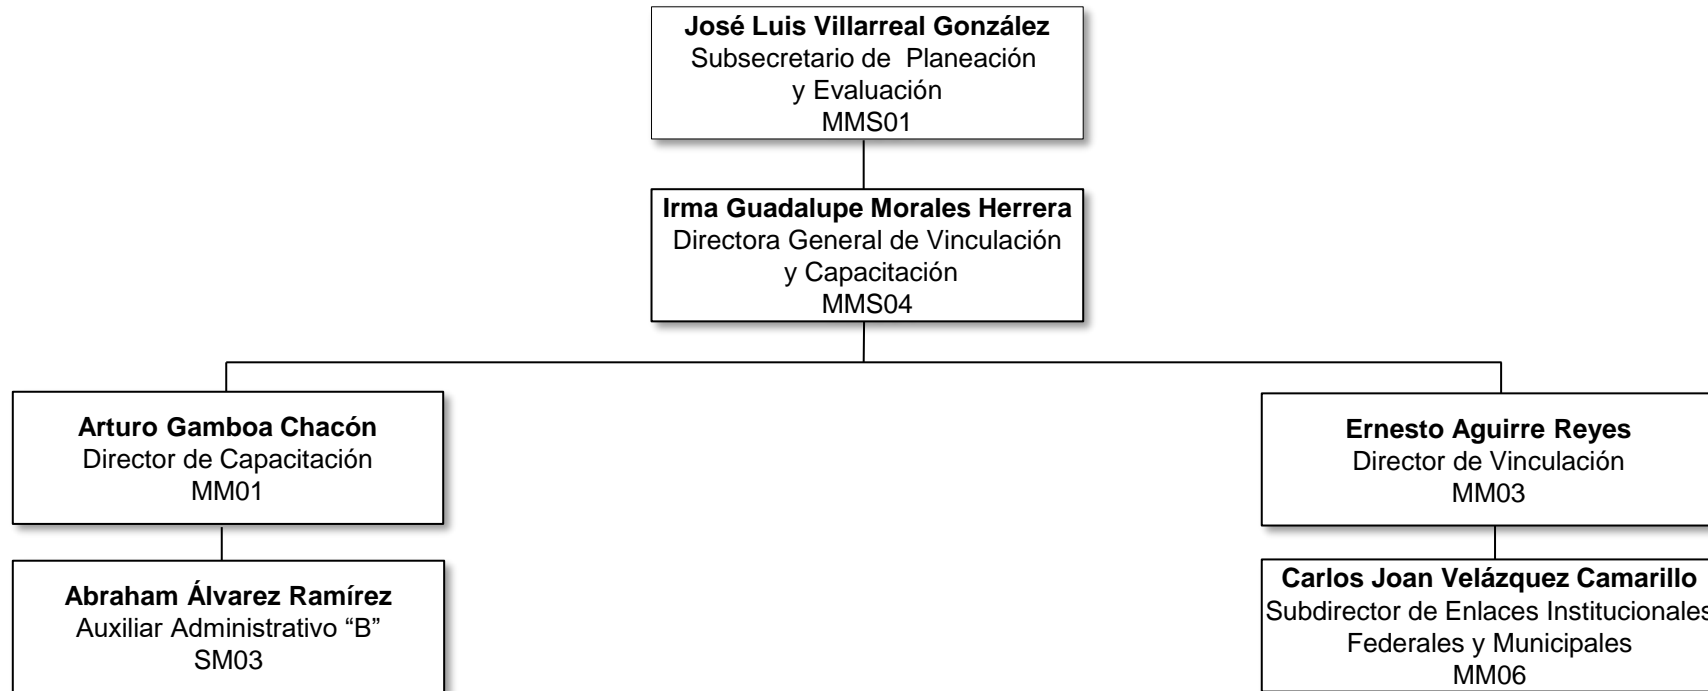 José Luis Villarreal González
Subsecretario de Planeación
y Evaluación
MMS01
Irma Guadalupe Morales Herrera
Directora General de Vinculación
y Capacitación
MMS04
Arturo Gamboa Chacón
Director de Capacitación
MM01
Ernesto Aguirre Reyes
Director de Vinculación
MM03
Abraham Álvarez Ramírez
Auxiliar Administrativo “B”
SM03
Carlos Joan Velázquez Camarillo
Subdirector de Enlaces Institucionales
Federales y Municipales
MM06